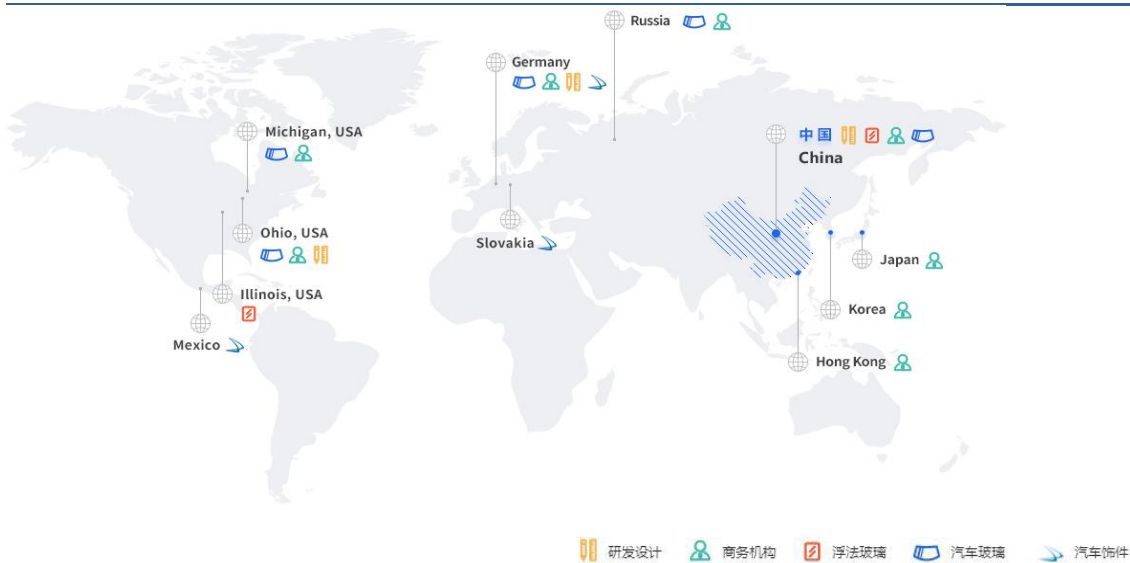 Russia
Germany
Michigan, USA
中国
China
Ohio, USA
Slovakia
Japan
Illinois, USA
Korea
Mexico
Hong Kong
研发设计 商务机构 浮法玻璃 汽车玻璃 汽车饰件